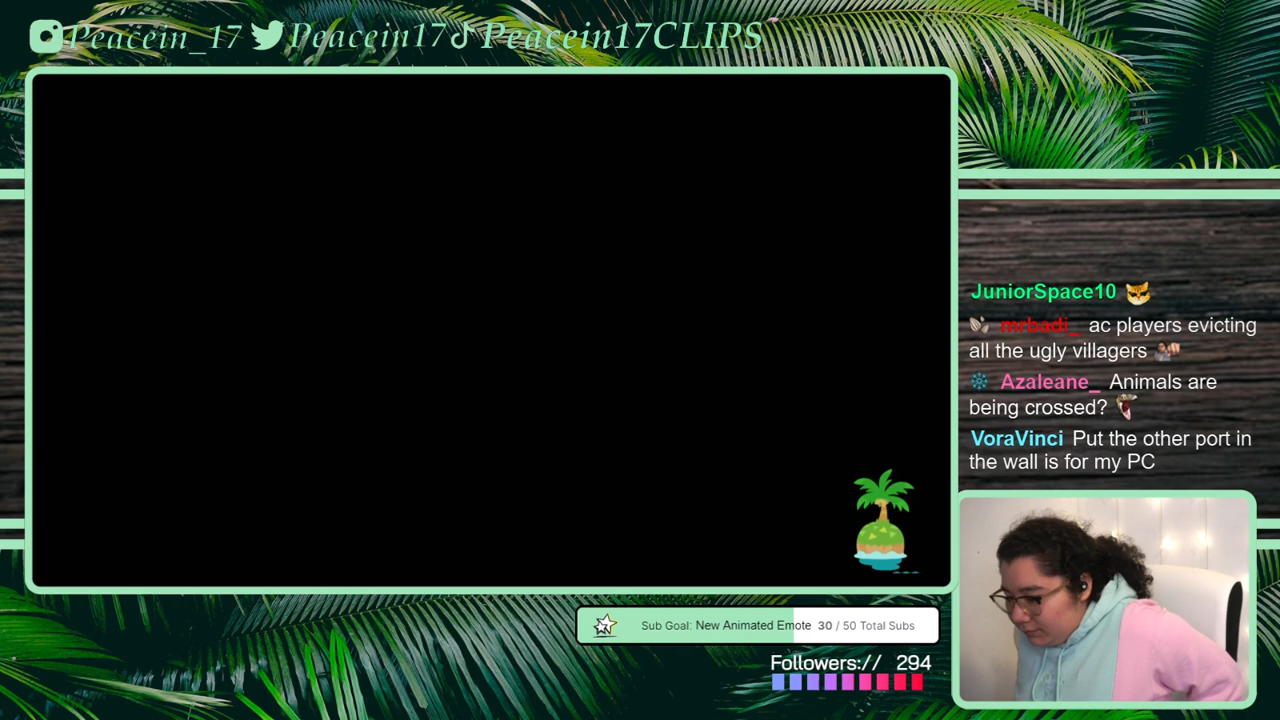 Peacein_17 Peacein17 Peacein17CLIPS
JuniorSpace10
mrbadi_ ac players evicting
all the ugly villagers
Azaleane_ Animals are
being crossed?
VoraVinci Put the other port in
the wall is for my PC
Sub Goal: New Animated Emote 30 / 50 Total Subs
Followers:// 294